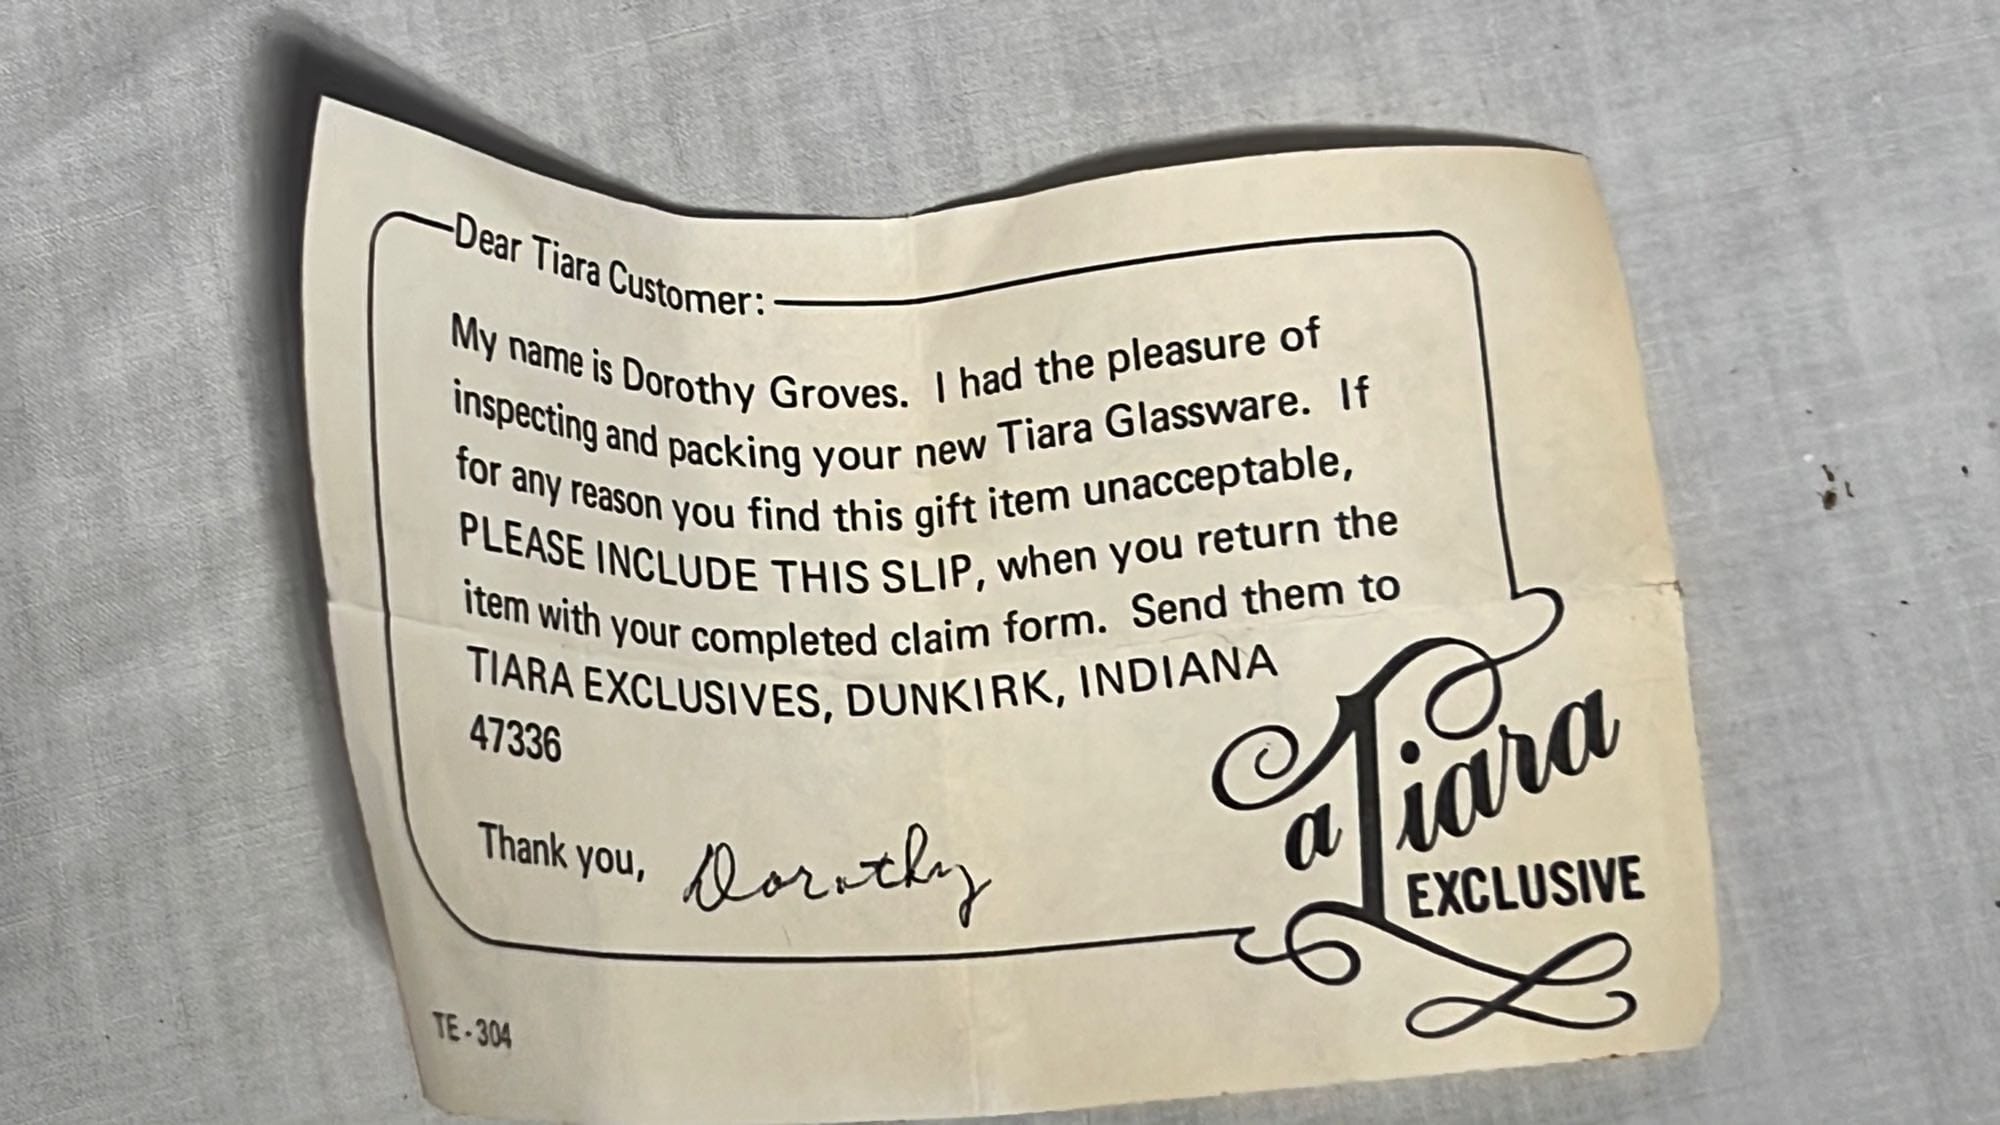 Dear Tiara Customer:
My name is Dorothy Groves. I had the pleasure of
inspecting and packing your new Tiara Glassware. If
for any reason you find this gift item unacceptable,
PLEASE INCLUDE THIS SLIP, when you return the
item with your completed claim form. Send them to
TIARA EXCLUSIVES, DUNKIRK, INDIANA
47336
Thank you, Dorothy
a Tiara
EXCLUSIVE
TE-304